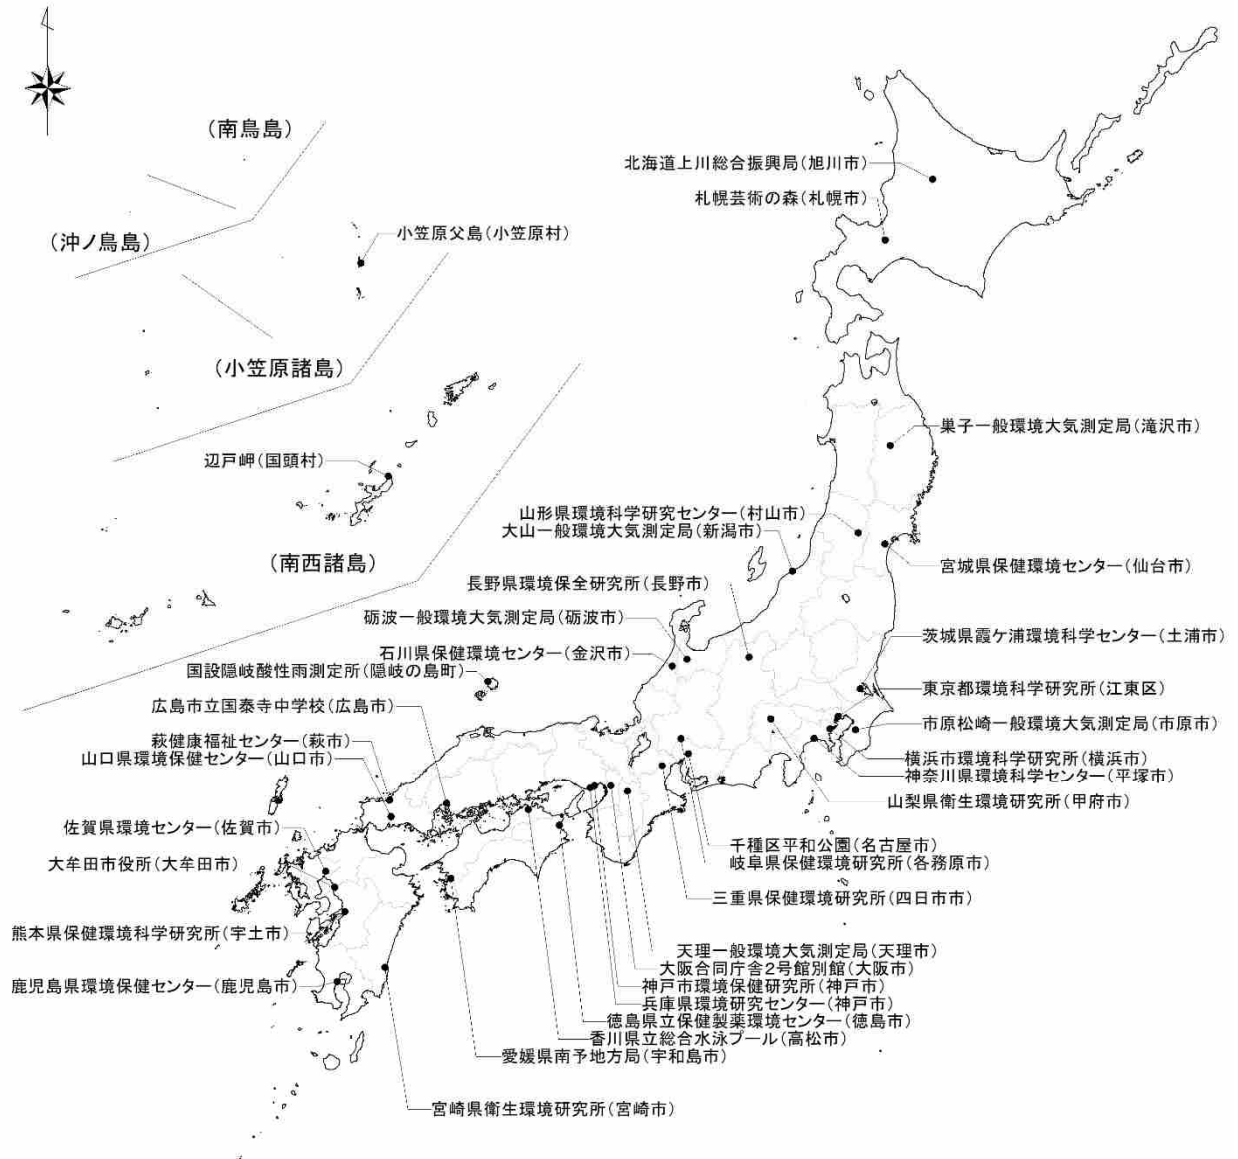 （南鳥島）
北海道上川総合振興局（旭川市）
札幌芸術の森（札幌市）
小笠原父島（小笠原村）
（沖ノ鳥島）
（小笠原諸島）
巣子一般環境大気測定局（滝沢市）
辺戸岬（国頭村）
山形県環境科学研究センター（村山市）
大山一般環境大気測定局（新潟市）
（南西諸島）
宮城県保健環境センター（仙台市）
長野県環境保全研究所（長野市）
砺波一般環境大気測定局（砺波市）
茨城県霞ケ浦環境科学センター（土浦市）
石川県保健環境センター（金沢市）
国設隠岐酸性雨測定所（隠岐の島町）
東京都環境科学研究所（江東区）
広島市立国泰寺中学校（広島市）
市原松崎一般環境大気測定局（市原市）
萩健康福祉センター（萩市）
山口県環境保健センター（山口市）
横浜市環境科学研究所（横浜市）
神奈川県環境科学センター（平塚市）
山梨県衛生環境研究所（甲府市）
佐賀県環境センター（佐賀市）
千種区平和公園（名古屋市）
大牟田市役所（大牟田市）
岐阜県保健環境研究所（各務原市）
三重県保健環境研究所（四日市市）
熊本県保健環境科学研究所（宇土市）
天理一般環境大気測定局（天理市）
大阪合同庁舎2号館別館（大阪市）
鹿児島県環境保健センター（鹿児島市）
神戸市環境保健研究所（神戸市）
兵庫県環境研究センター（神戸市）
徳島県立保健製薬環境センター（徳島市）
香川県立総合水泳プール（高松市）
愛媛県南予地方局（宇和島市）
宮崎県衛生環境研究所（宮崎市）